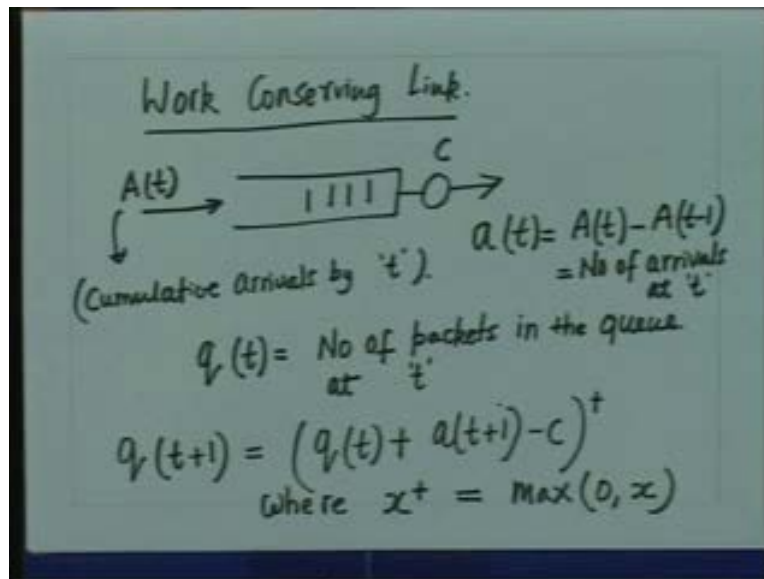 Work Conserving Link.
C
A(t)
a(t) = A(t) - A(t-1)
= No of arrivals
at 't'
(Cumulative arrivals by 't').
q(t) = No of packets in the queue
at 't'
q(t+1) = (q(t) + a(t+1) - C)⁺
where x⁺ = max(0, x)